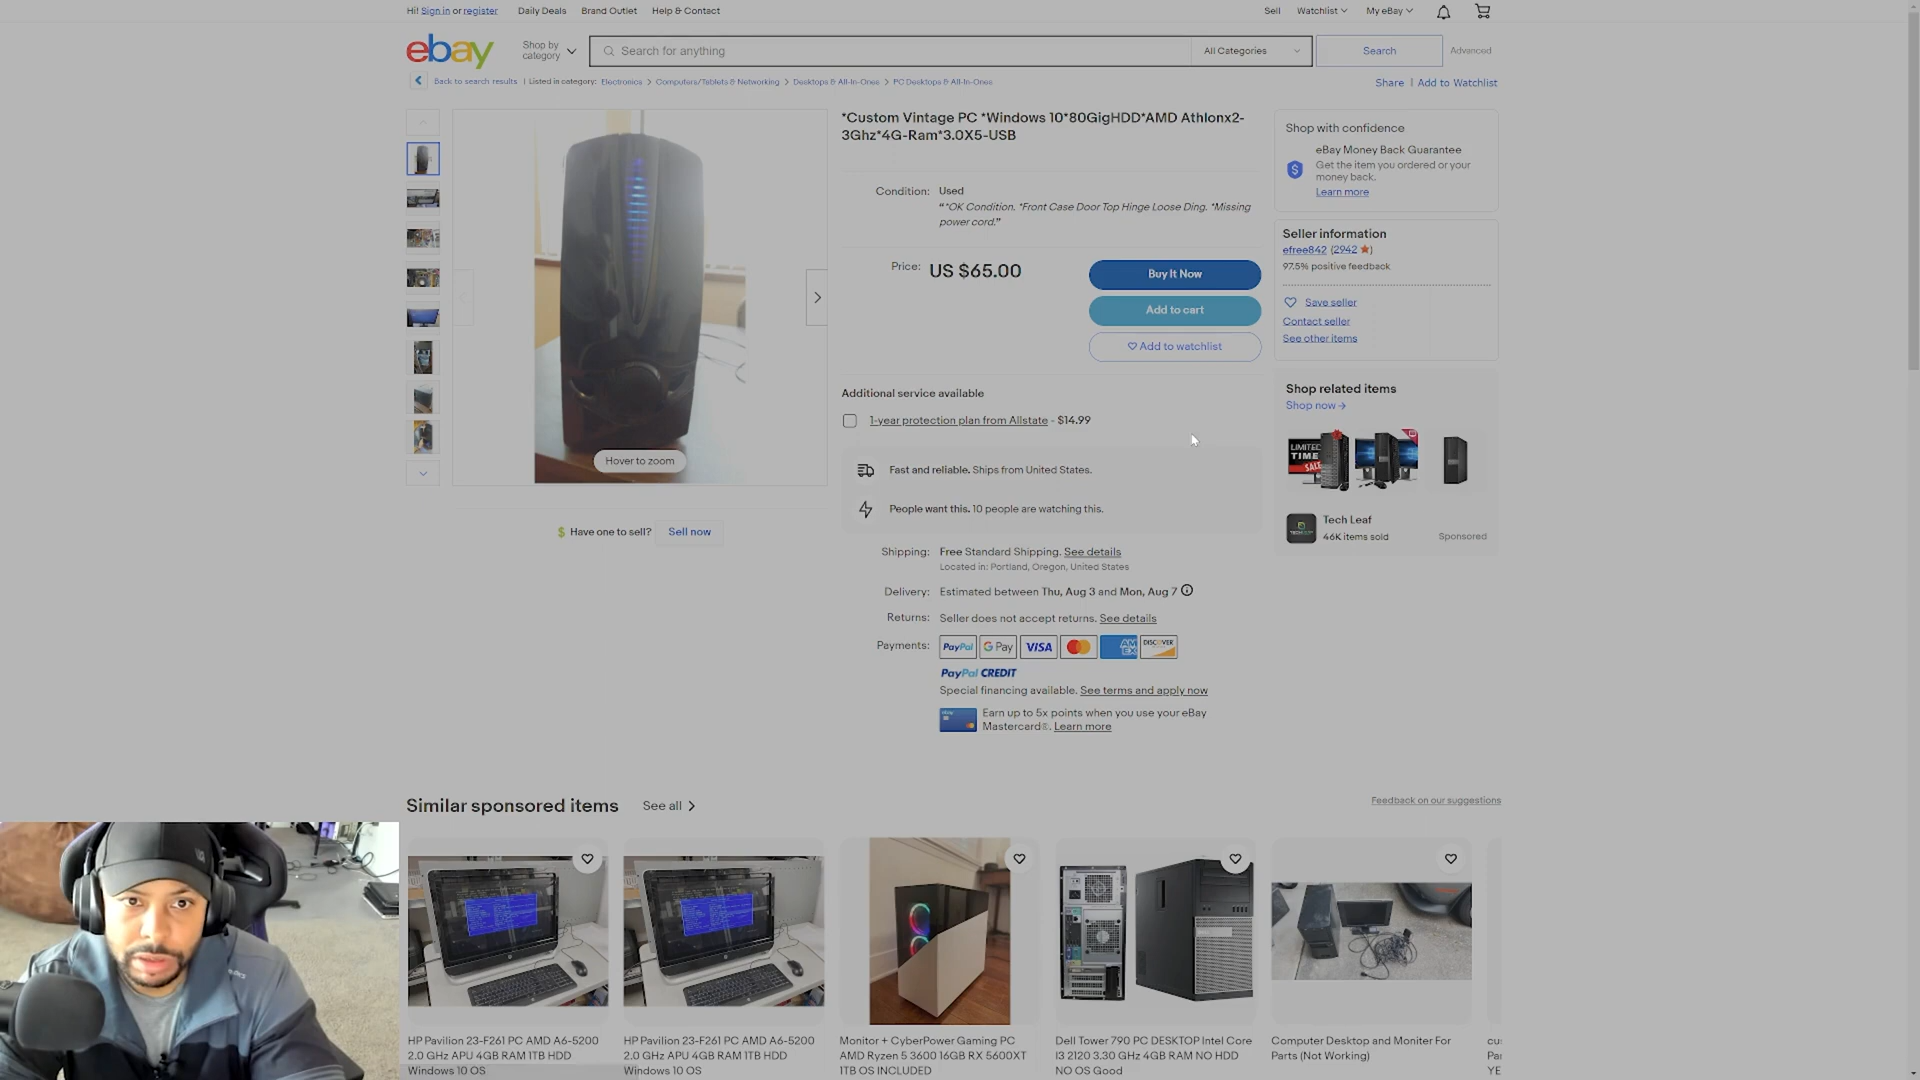 Hi! Sign in or register
Daily Deals
Brand Outlet
Help & Contact
Sell
Watchlist
My eBay
ebay
Shop by
category
Search for anything
All Categories
Search
Advanced
Back to search results
Listed in category:
Electronics
Computers/Tablets & Networking
Desktops & All-In-Ones
PC Desktops & All-In-Ones
Share
Add to Watchlist
*Custom Vintage PC *Windows 10*80GigHDD*AMD Athlonx2-
3Ghz*4G-Ram*3.0X5-USB
Condition: Used
“*OK Condition. *Front Case Door Top Hinge Loose Ding. *Missing
power cord.”
Price: US $65.00
Buy It Now
Add to cart
Add to watchlist
Additional service available
1-year protection plan from Allstate - $14.99
Fast and reliable. Ships from United States.
People want this. 10 people are watching this.
Shipping: Free Standard Shipping. See details
Located in: Portland, Oregon, United States
Delivery: Estimated between Thu, Aug 3 and Mon, Aug 7
Returns: Seller does not accept returns. See details
Payments: PayPal G Pay VISA AM EX DISCOVER
PayPal CREDIT
Special financing available. See terms and apply now
Earn up to 5x points when you use your eBay
Mastercard®. Learn more
Hover to zoom
Have one to sell? Sell now
Shop with confidence
eBay Money Back Guarantee
Get the item you ordered or your
money back.
Learn more
Seller information
efree842 (2942)
97.5% positive feedback
Save seller
Contact seller
See other items
Shop related items
Shop now
LIMITED
TIME
SALE
Tech Leaf
46K items sold
Sponsored
Similar sponsored items
See all
Feedback on our suggestions
HP Pavilion 23-F261 PC AMD A6-5200
2.0 GHz APU 4GB RAM 1TB HDD
Windows 10 OS
HP Pavilion 23-F261 PC AMD A6-5200
2.0 GHz APU 4GB RAM 1TB HDD
Windows 10 OS
Monitor + CyberPower Gaming PC
AMD Ryzen 5 3600 16GB RX 5600XT
1TB OS INCLUDED
Dell Tower 790 PC DESKTOP Intel Core
I3 2120 3.30 GHz 4GB RAM NO HDD
NO OS Good
Computer Desktop and Moniter For
Parts (Not Working)